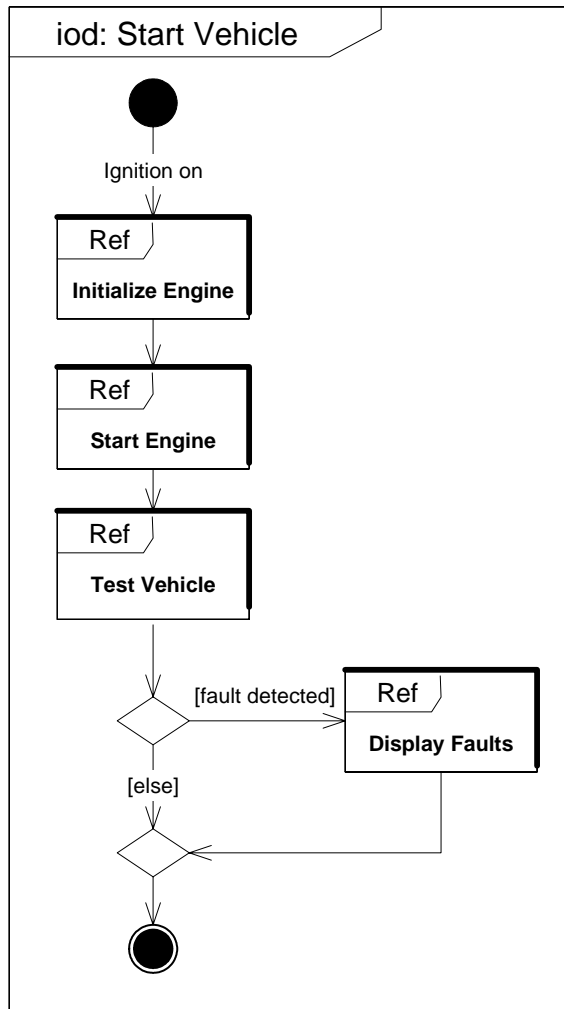 iod: Start Vehicle
Ignition on
Ref
Initialize Engine
Ref
Start Engine
Ref
Test Vehicle
[fault detected]
Ref
Display Faults
[else]